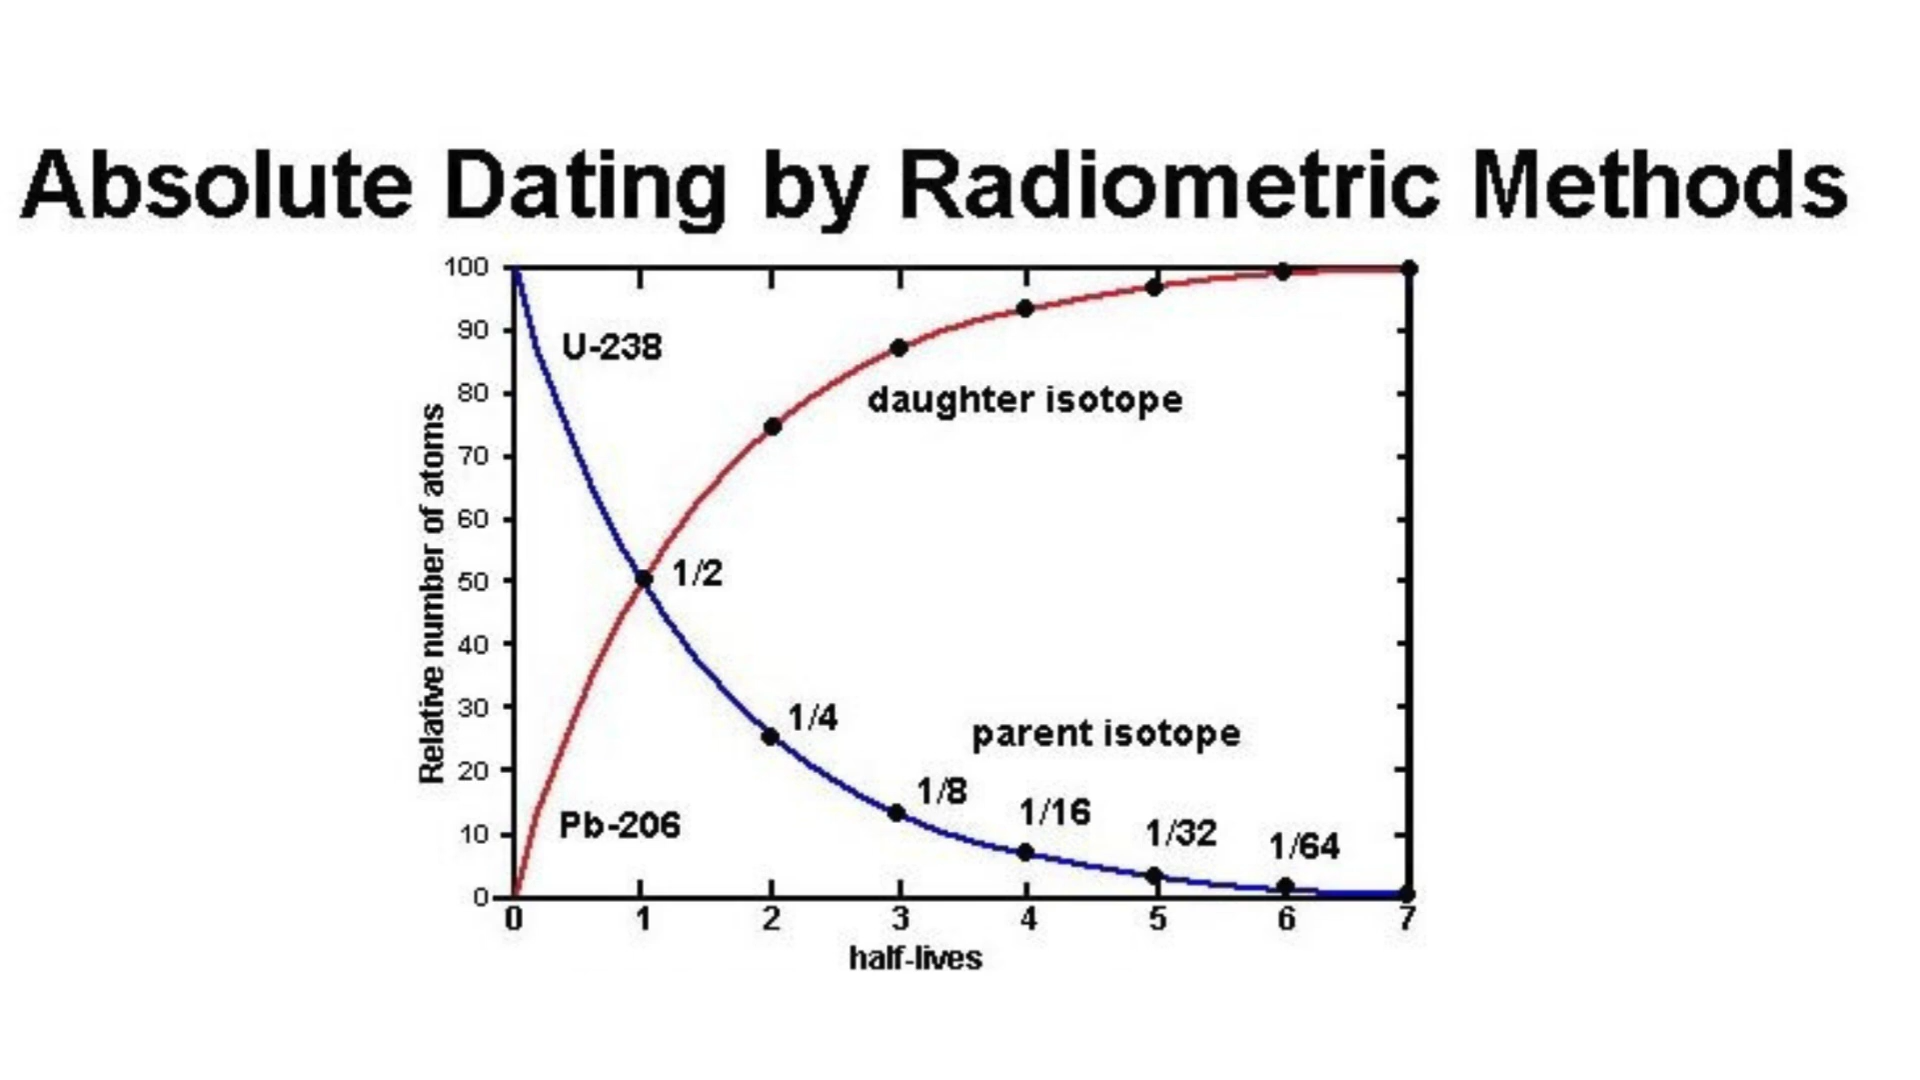 Absolute Dating by Radiometric Methods
100
90
80
70
60
50
40
30
20
10
0
Relative number of atoms
U-238
daughter isotope
1/2
1/4
parent isotope
1/8
1/16
1/32
1/64
Pb-206
0 1 2 3 4 5 6 7
half-lives